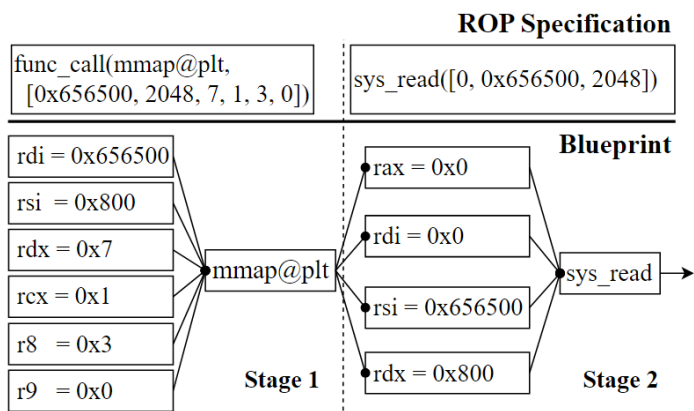 ROP Specification
func_call(mmap@plt,
[0x656500, 2048, 7, 1, 3, 0])
sys_read([0, 0x656500, 2048])
Blueprint
rdi = 0x656500
rsi = 0x800
rdx = 0x7
rcx = 0x1
r8 = 0x3
r9 = 0x0
mmap@plt
Stage 1
rax = 0x0
rdi = 0x0
rsi = 0x656500
rdx = 0x800
sys_read
Stage 2